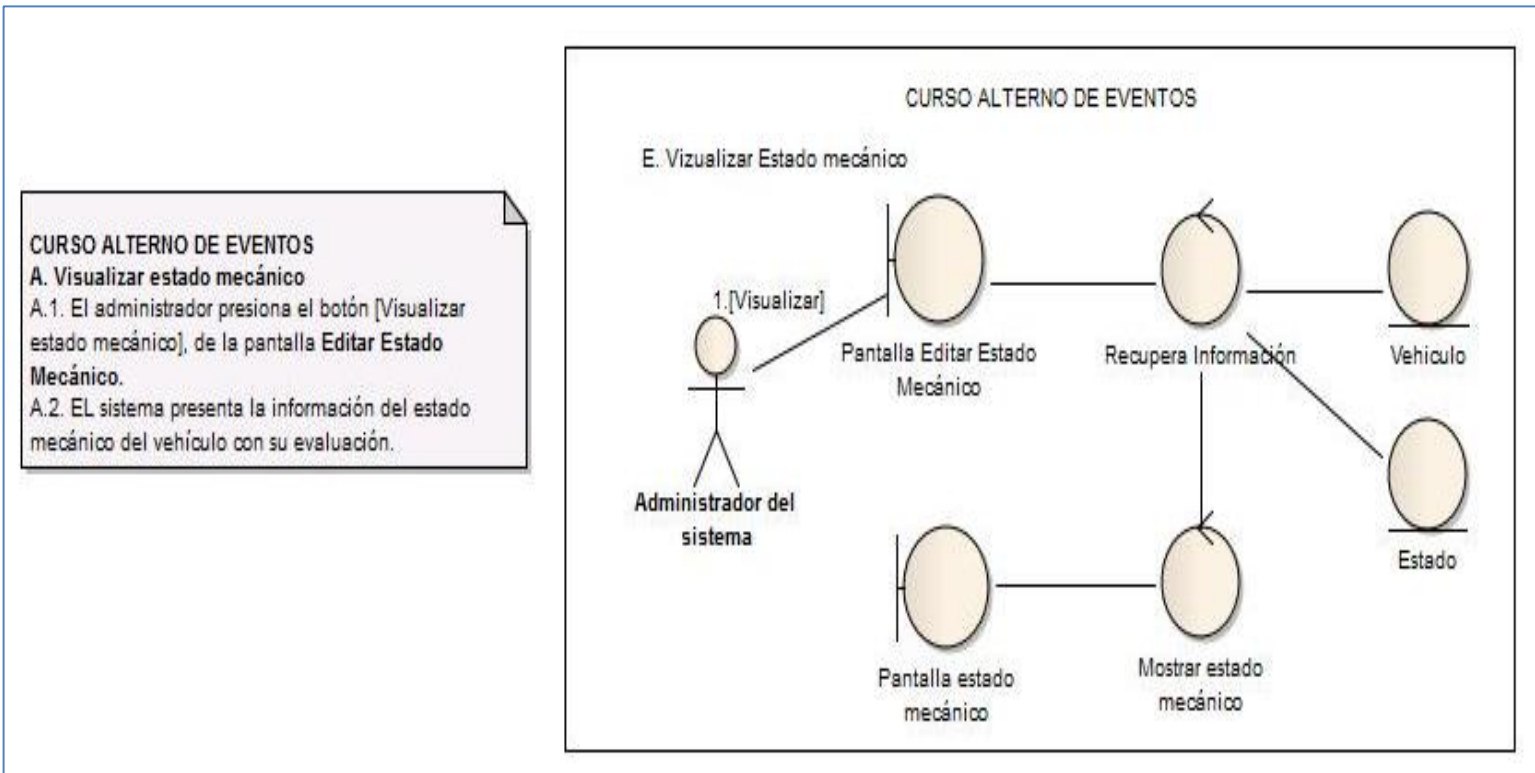 CURSO ALTERNO DE EVENTOS
A. Visualizar estado mecánico
A.1. El administrador presiona el botón [Visualizar
estado mecánico], de la pantalla Editar Estado
Mecánico.
A.2. EL sistema presenta la información del estado
mecánico del vehículo con su evaluación.
CURSO ALTERNO DE EVENTOS
E. Vizualizar Estado mecánico
1.[Visualizar]
Administrador del
sistema
Pantalla Editar Estado
Mecánico
Recupera Información
Vehiculo
Estado
Pantalla estado
mecánico
Mostrar estado
mecánico